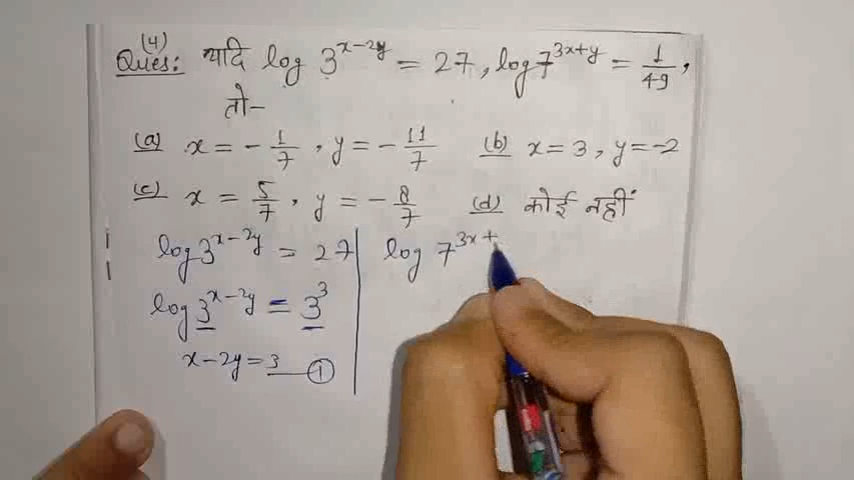 (4)
Ques: यदि log 3^{x-2y} = 27, log 7^{3x+y} = 1/49,
तो-
(a) x = -1/7, y = -11/7 (b) x = 3, y = -2
(c) x = 5/7, y = -8/7 (d) कोई नहीं
log 3^{x-2y} = 27
log 3^{x-2y} = 3^3
x-2y = 3 ①
log 7^{3x+